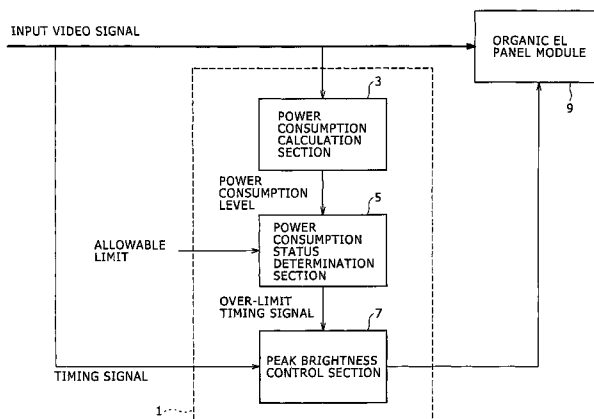 INPUT VIDEO SIGNAL
ORGANIC EL
PANEL MODULE
9
3
POWER
CONSUMPTION
CALCULATION
SECTION
POWER
CONSUMPTION
LEVEL
5
POWER
CONSUMPTION
STATUS
DETERMINATION
SECTION
ALLOWABLE
LIMIT
OVER-LIMIT
TIMING SIGNAL
7
PEAK BRIGHTNESS
CONTROL SECTION
TIMING SIGNAL
1